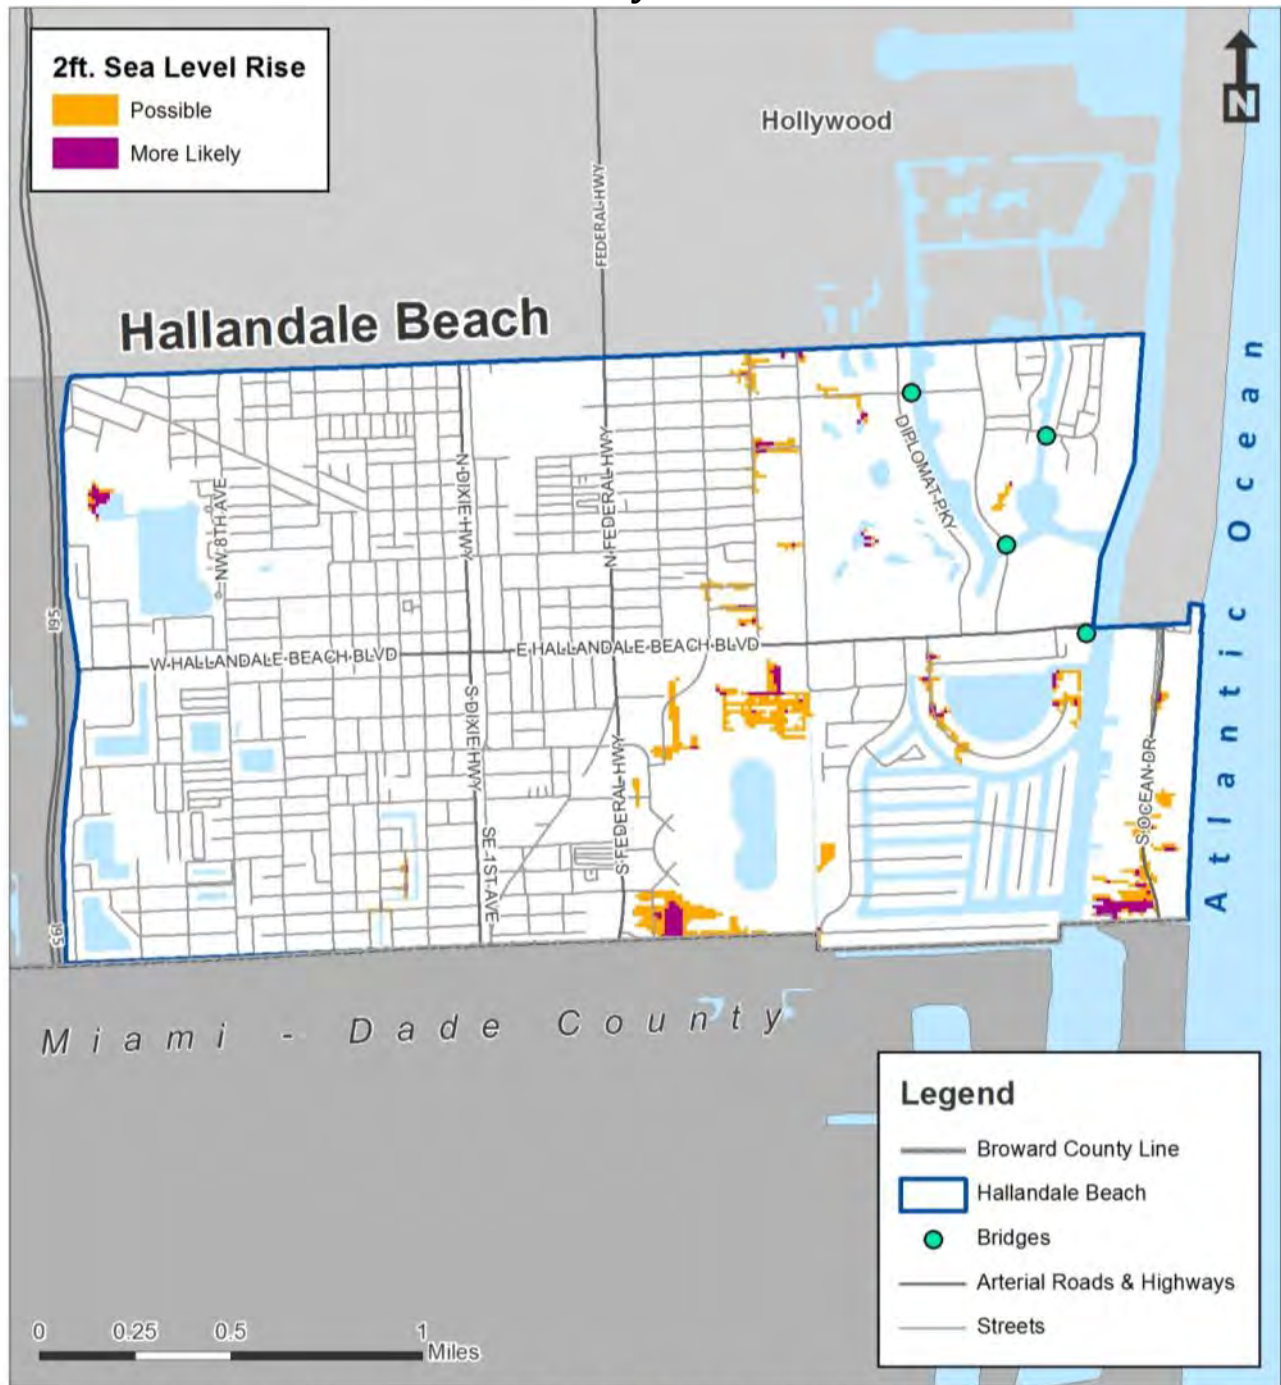 2ft. Sea Level Rise
Possible
More Likely
N
Hollywood
FEDERAL HWY
Hallandale Beach
Atlantic Ocean
N DIXIE HWY
N FEDERAL HWY
DIPLOMAT PKY
NW 8TH AVE
I95
W HALLANDALE BEACH BLVD
E HALLANDALE BEACH BLVD
S DIXIE HWY
S FEDERAL HWY
S OCEAN DR
SE 1ST AVE
I95
Miami - Dade County
Legend
Broward County Line
Hallandale Beach
Bridges
Arterial Roads & Highways
Streets
0 0.25 0.5 1
Miles